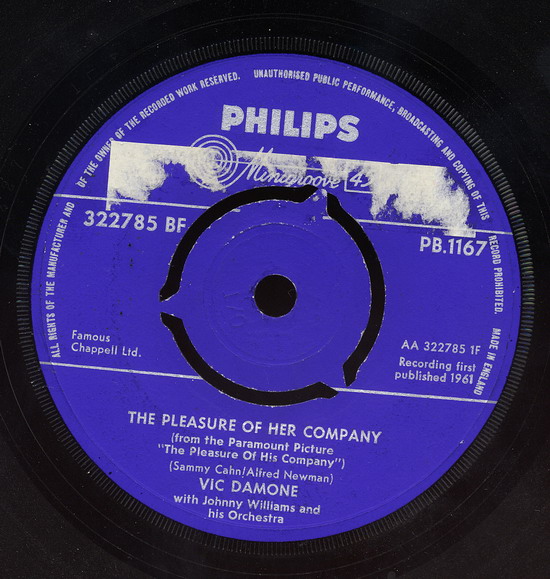 ALL RIGHTS OF THE MANUFACTURER AND OF THE OWNER OF THE RECORDED WORK RESERVED. UNAUTHORISED PUBLIC PERFORMANCE, BROADCASTING AND COPYING OF THIS RECORD PROHIBITED. MADE IN ENGLAND
PHILIPS
Minigroove 45
322785 BF
PB.1167
Famous
Chappell Ltd.
AA 322785 1F
Recording first
published 1961
THE PLEASURE OF HER COMPANY
(from the Paramount Picture
"The Pleasure Of His Company")
(Sammy Cahn/Alfred Newman)
VIC DAMONE
with Johnny Williams and
his Orchestra